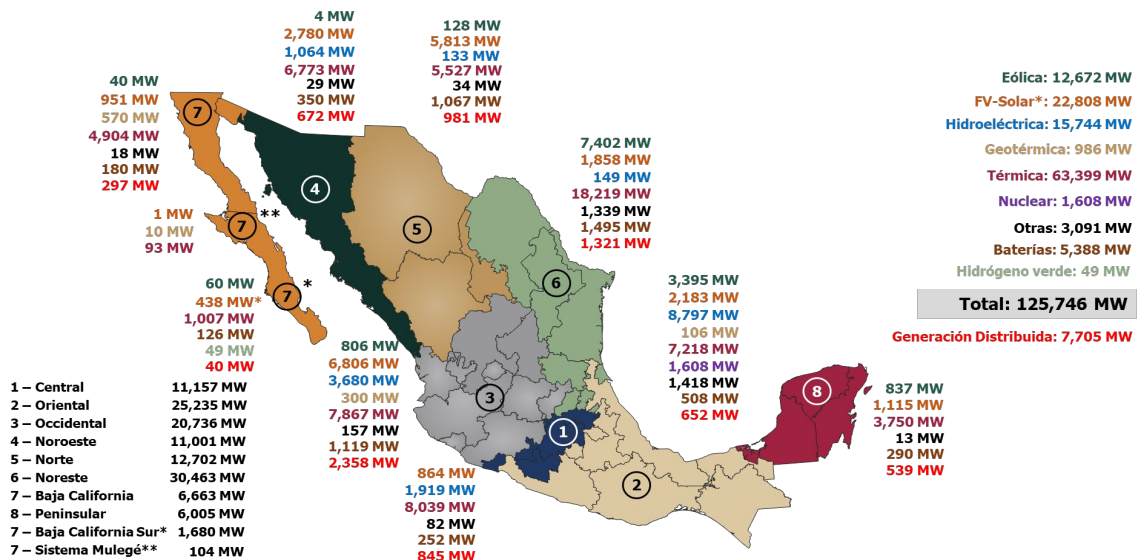 4 MW
2,780 MW
1,064 MW
6,773 MW
29 MW
350 MW
672 MW
128 MW
5,813 MW
133 MW
5,527 MW
34 MW
1,067 MW
981 MW
40 MW
951 MW
570 MW
4,904 MW
18 MW
180 MW
297 MW
7,402 MW
1,858 MW
149 MW
18,219 MW
1,339 MW
1,495 MW
1,321 MW
Eólica: 12,672 MW
FV-Solar*: 22,808 MW
Hidroeléctrica: 15,744 MW
Geotérmica: 986 MW
Térmica: 63,399 MW
Nuclear: 1,608 MW
Otras: 3,091 MW
Baterías: 5,388 MW
Hidrógeno verde: 49 MW
Total: 125,746 MW
Generación Distribuida: 7,705 MW
7
4
5
7
**
6
7
*
3
1
2
8
1 MW
10 MW
93 MW
60 MW
438 MW*
1,007 MW
126 MW
49 MW
40 MW
806 MW
6,806 MW
3,680 MW
300 MW
7,867 MW
157 MW
1,119 MW
2,358 MW
3,395 MW
2,183 MW
8,797 MW
106 MW
7,218 MW
1,608 MW
1,418 MW
508 MW
652 MW
837 MW
1,115 MW
3,750 MW
13 MW
290 MW
539 MW
864 MW
1,919 MW
8,039 MW
82 MW
252 MW
845 MW
1 – Central 11,157 MW
2 – Oriental 25,235 MW
3 – Occidental 20,736 MW
4 – Noroeste 11,001 MW
5 – Norte 12,702 MW
6 – Noreste 30,463 MW
7 – Baja California 6,663 MW
8 – Peninsular 6,005 MW
7 – Baja California Sur* 1,680 MW
7 – Sistema Mulegé** 104 MW